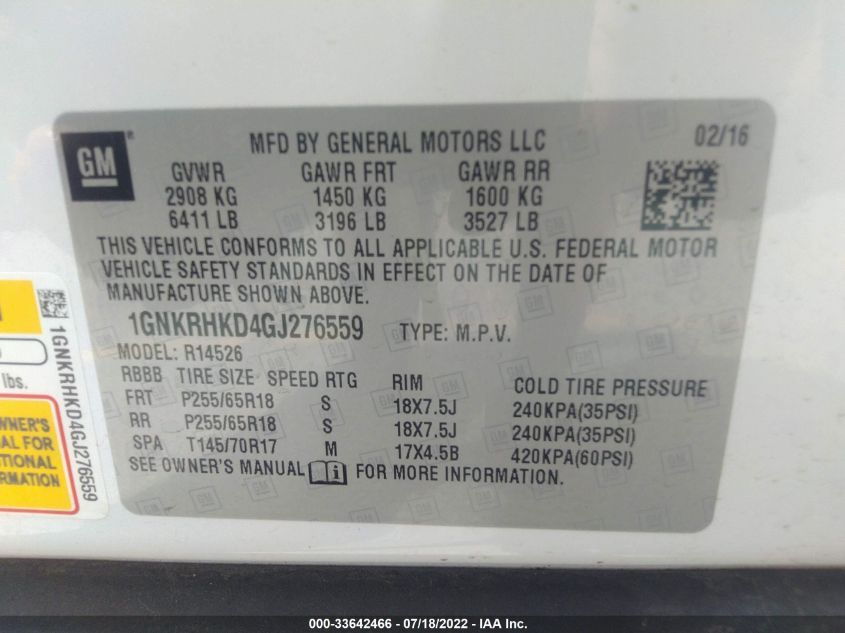 GM
MFD BY GENERAL MOTORS LLC 02/16
GVWR GAWR FRT GAWR RR
2908 KG 1450 KG 1600 KG
6411 LB 3196 LB 3527 LB
THIS VEHICLE CONFORMS TO ALL APPLICABLE U.S. FEDERAL MOTOR
VEHICLE SAFETY STANDARDS IN EFFECT ON THE DATE OF
MANUFACTURE SHOWN ABOVE.
1GNKRHKD4GJ276559 TYPE: M.P.V.
MODEL: R14526
RBBB TIRE SIZE SPEED RTG RIM COLD TIRE PRESSURE
FRT P255/65R18 S 18X7.5J 240KPA(35PSI)
RR P255/65R18 S 18X7.5J 240KPA(35PSI)
SPA T145/70R17 M 17X4.5B 420KPA(60PSI)
SEE OWNER'S MANUAL FOR MORE INFORMATION.
1GNKRHKD4GJ276559
lbs.
WNER'S
AL FOR
TIONAL
RMATION
000-33642466 - 07/18/2022 - IAA Inc.